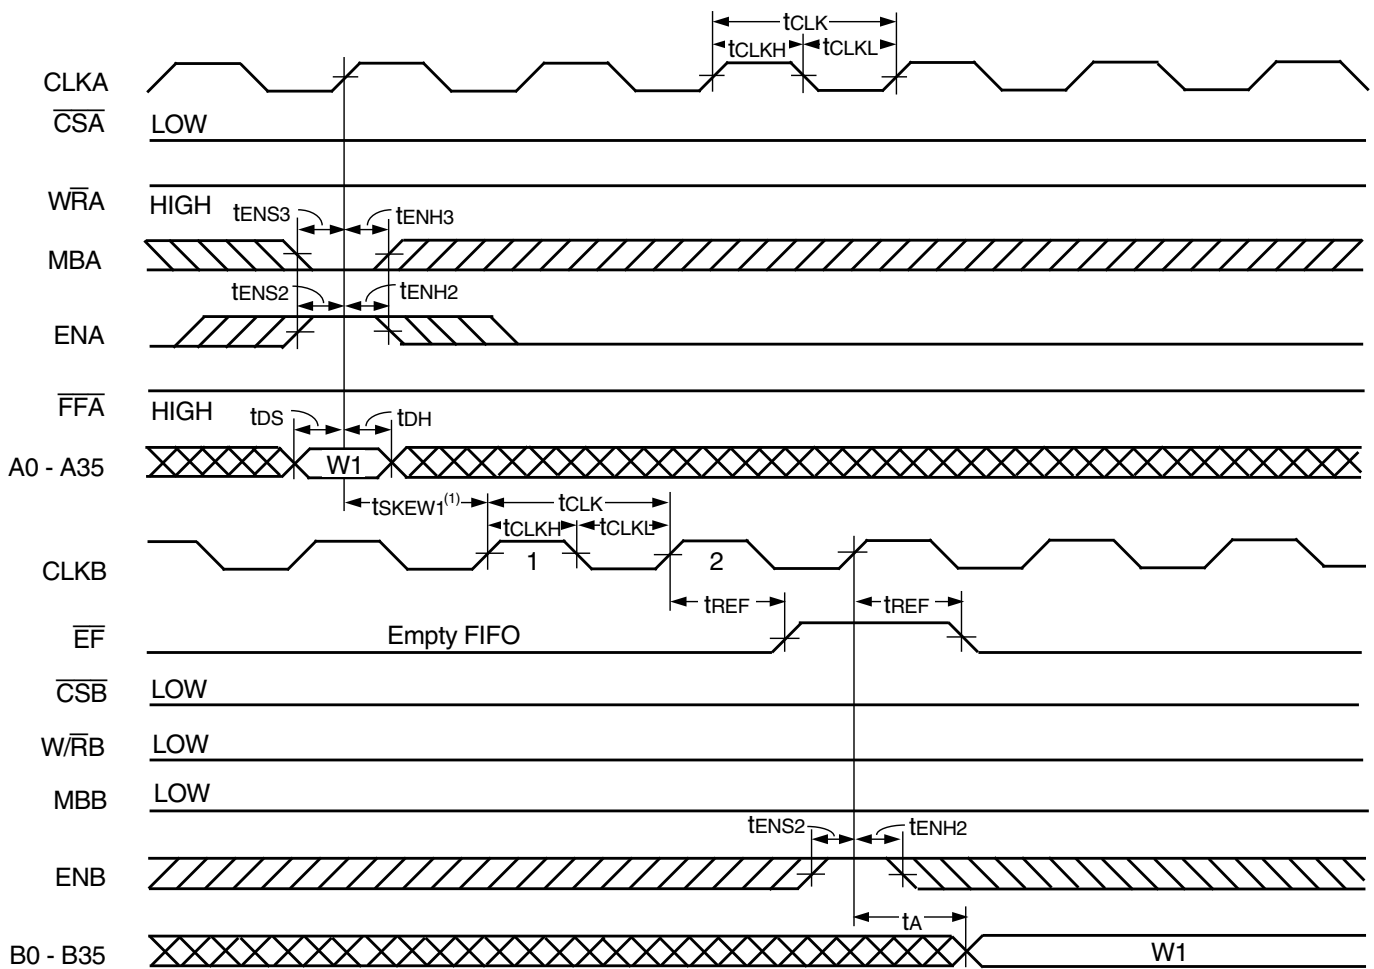 tCLK
tCLKH tCLKL
CLKA
CSA LOW
WRA HIGH
tENS3 tENH3
MBA
tENS2 tENH2
ENA
FFA HIGH
tDS tDH
A0 - A35 W1
tSKEW1(1) tCLK
tCLKH tCLKL
CLKB 1 2
tREF tREF
EF Empty FIFO
CSB LOW
W/RB LOW
MBB LOW
tENS2 tENH2
ENB
tA
B0 - B35 W1